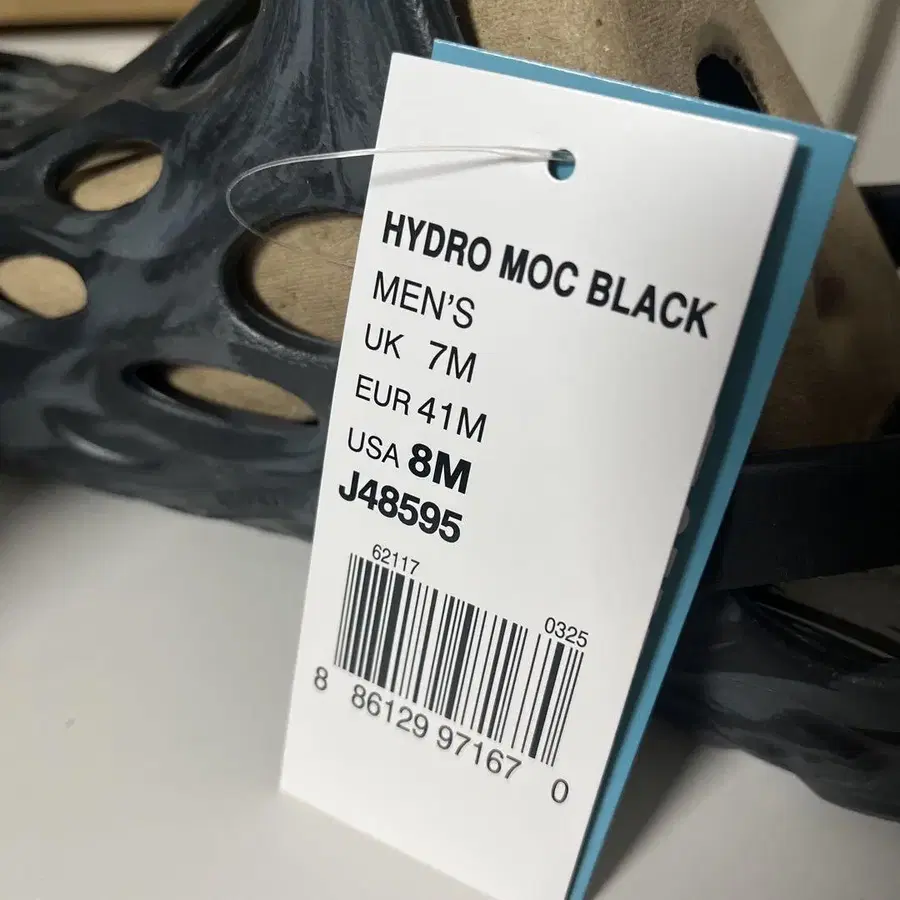 HYDRO MOC BLACK
MEN'S
UK 7M
EUR 41M
USA 8M
J48595
62117
0325
8 86129 97167 0